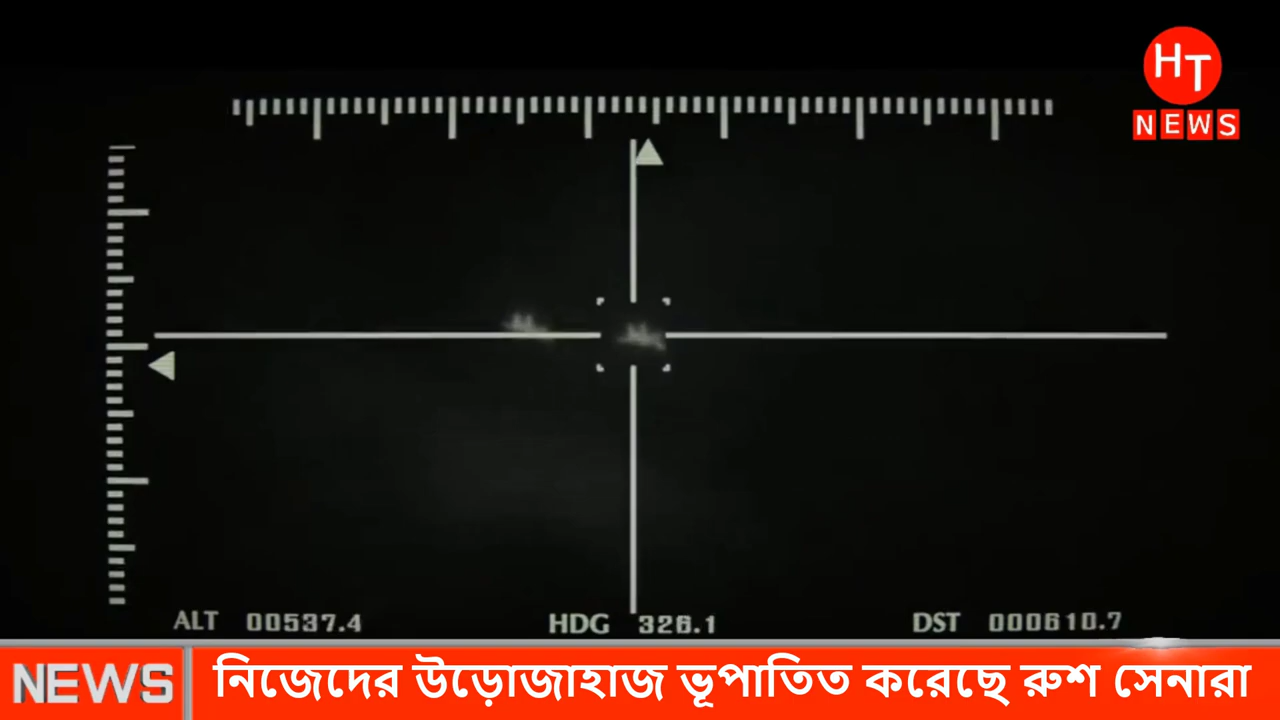 HT
NEWS
ALT 00537.4 HDG 326.1 DST 000610.7
NEWS নিজেদের উড়োজাহাজ ভূপাতিত করেছে রুশ সেনারা